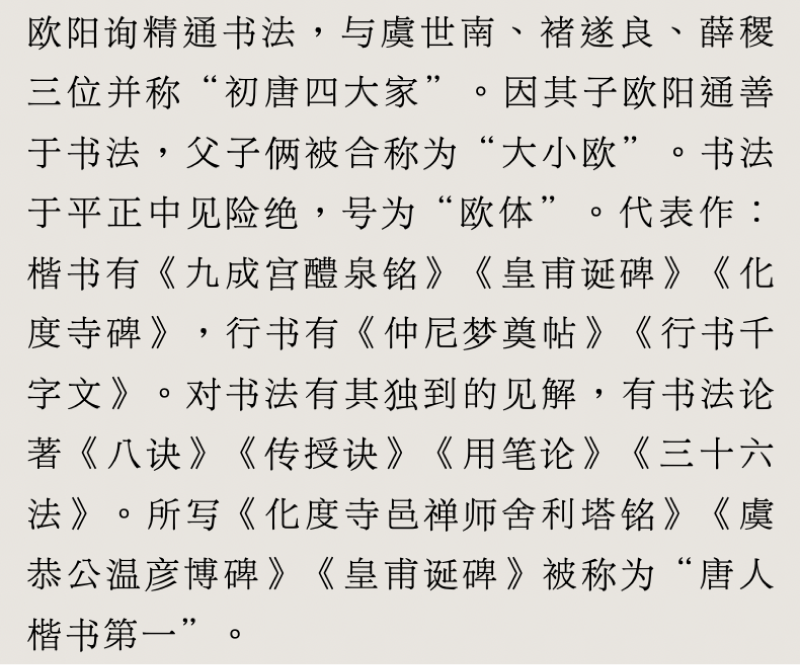 欧阳询精通书法，与虞世南、褚遂良、薛稷
三位并称“初唐四大家”。因其子欧阳通善
于书法，父子俩被合称为“大小欧”。书法
于平正中见险绝，号为“欧体”。代表作：
楷书有《九成宫醴泉铭》《皇甫诞碑》《化
度寺碑》，行书有《仲尼梦奠帖》《行书千
字文》。对书法有其独到的见解，有书法论
著《八诀》《传授诀》《用笔论》《三十六
法》。所写《化度寺邑禅师舍利塔铭》《虞
恭公温彦博碑》《皇甫诞碑》被称为“唐人
楷书第一”。